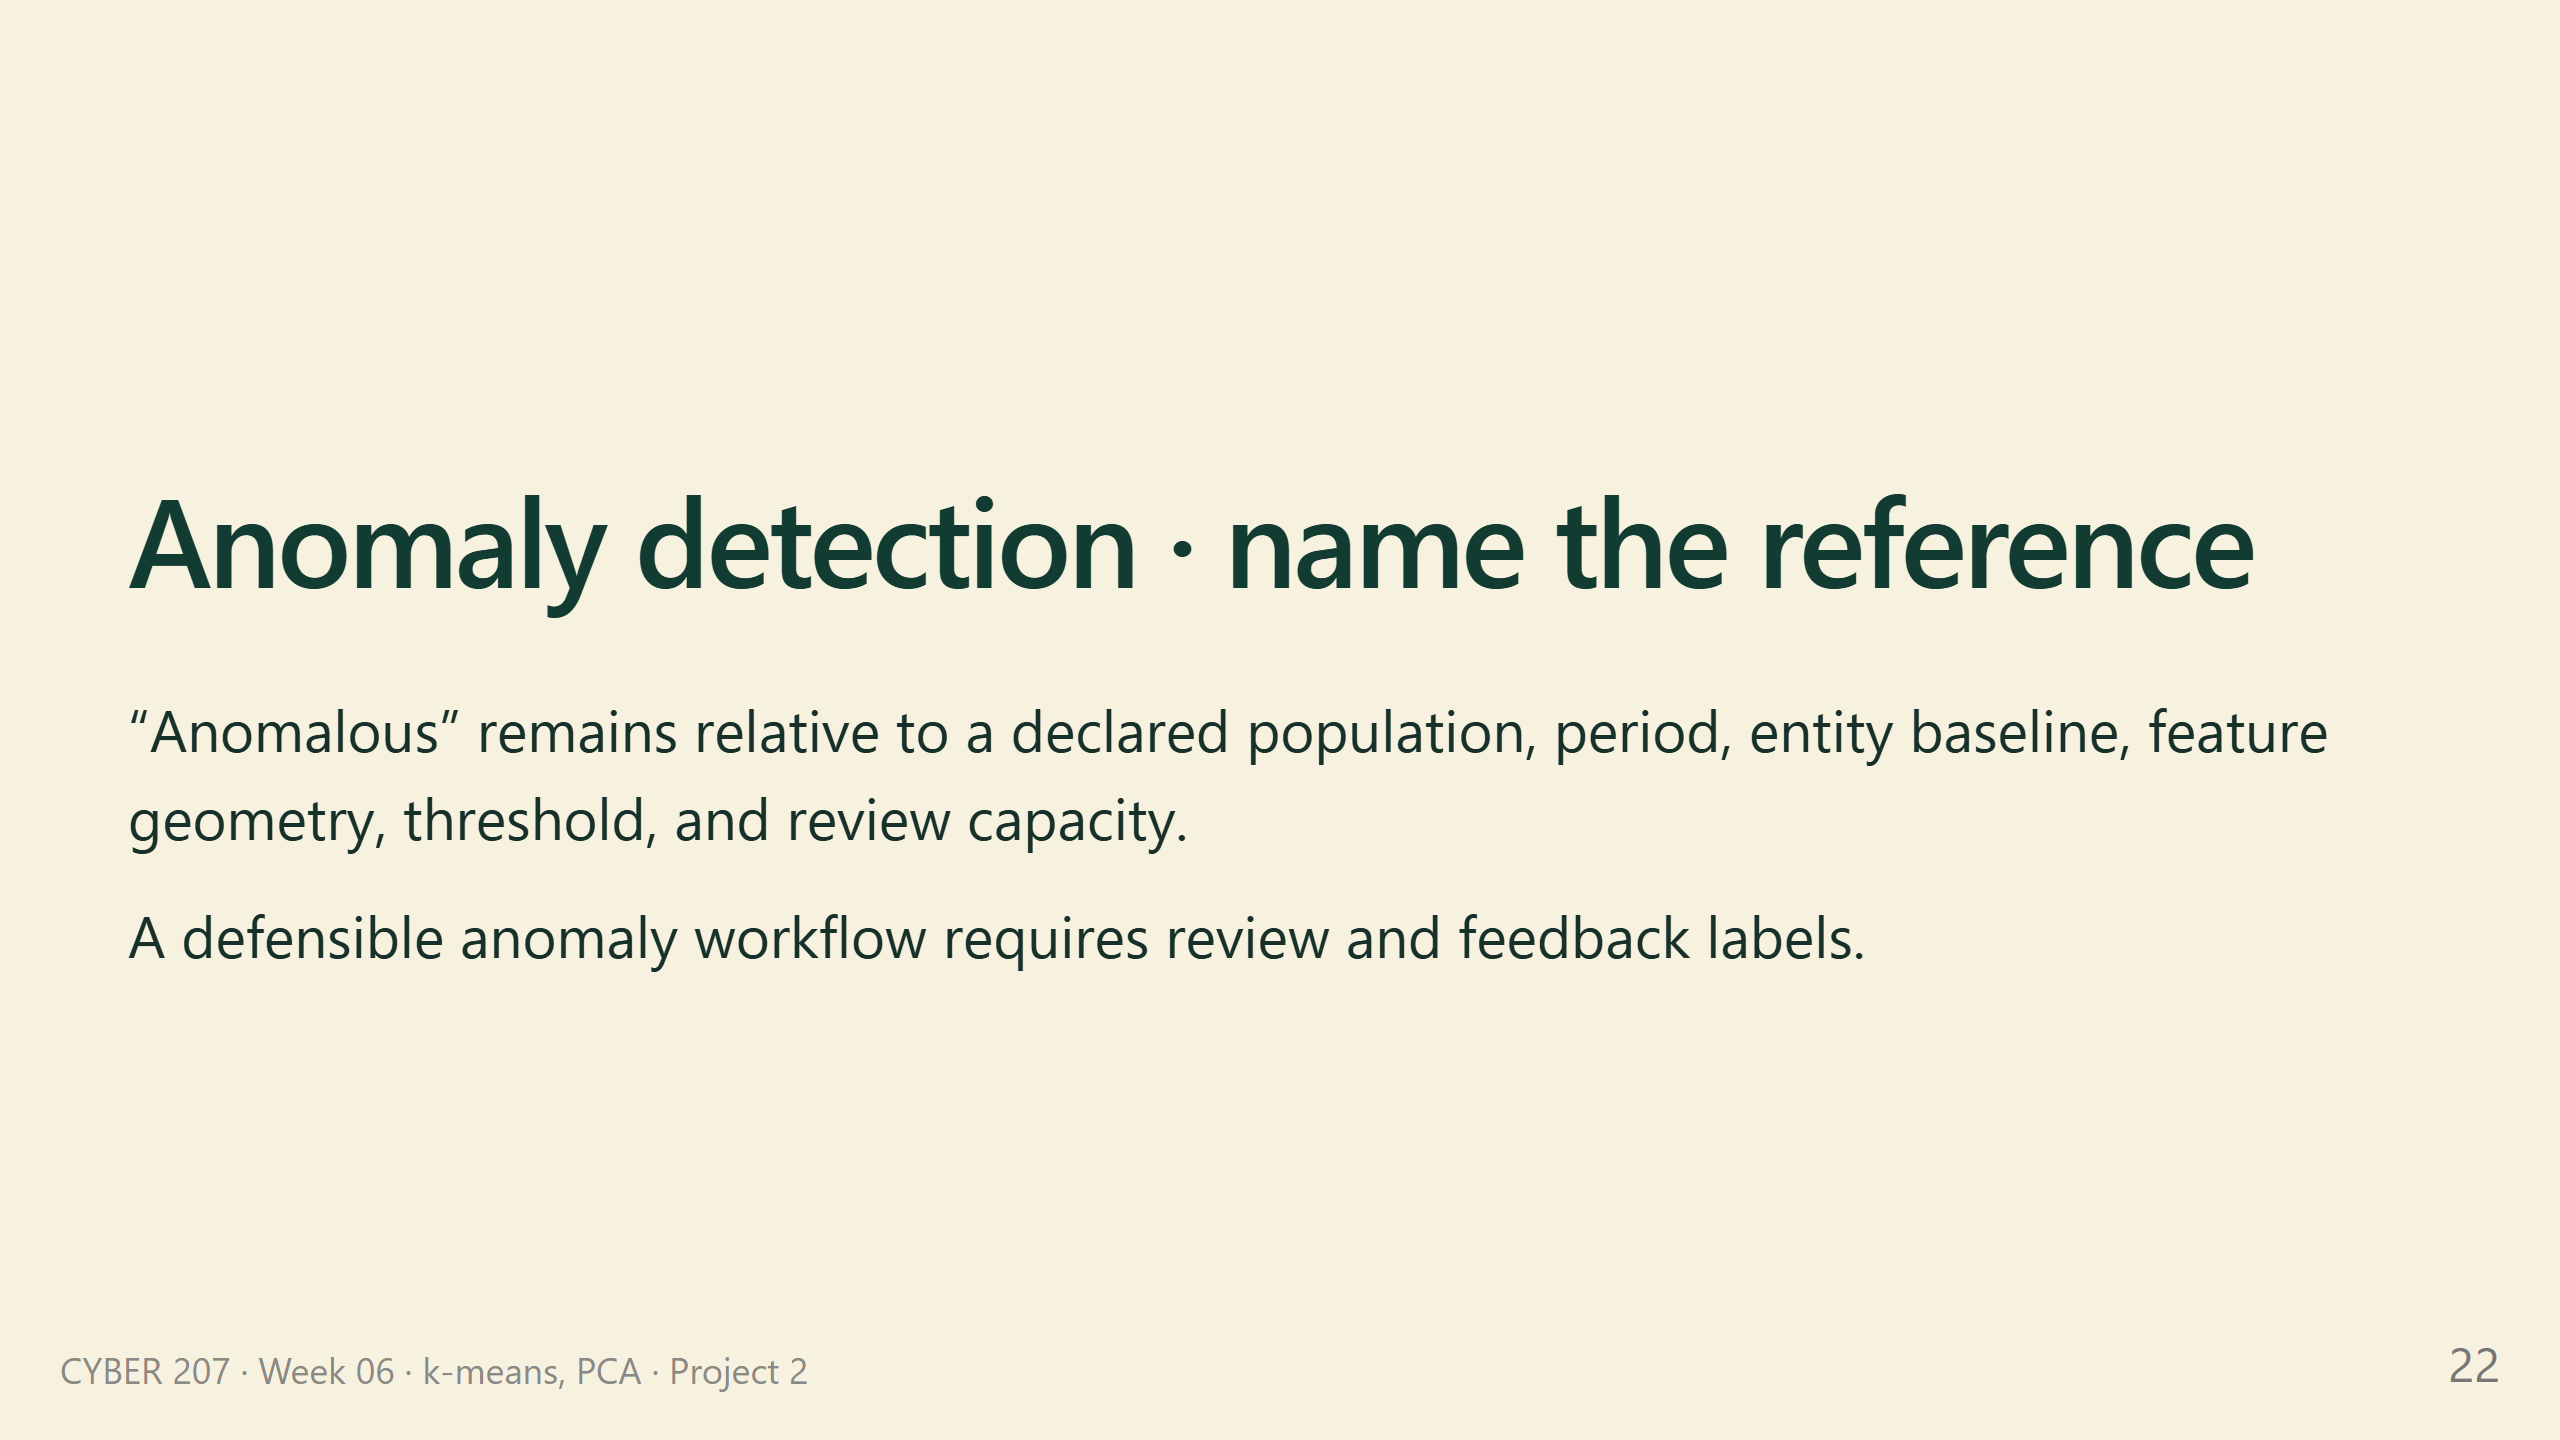 Anomaly detection · name the reference
“Anomalous” remains relative to a declared population, period, entity baseline, feature
geometry, threshold, and review capacity.
A defensible anomaly workflow requires review and feedback labels.
CYBER 207 · Week 06 · k-means, PCA · Project 2
22